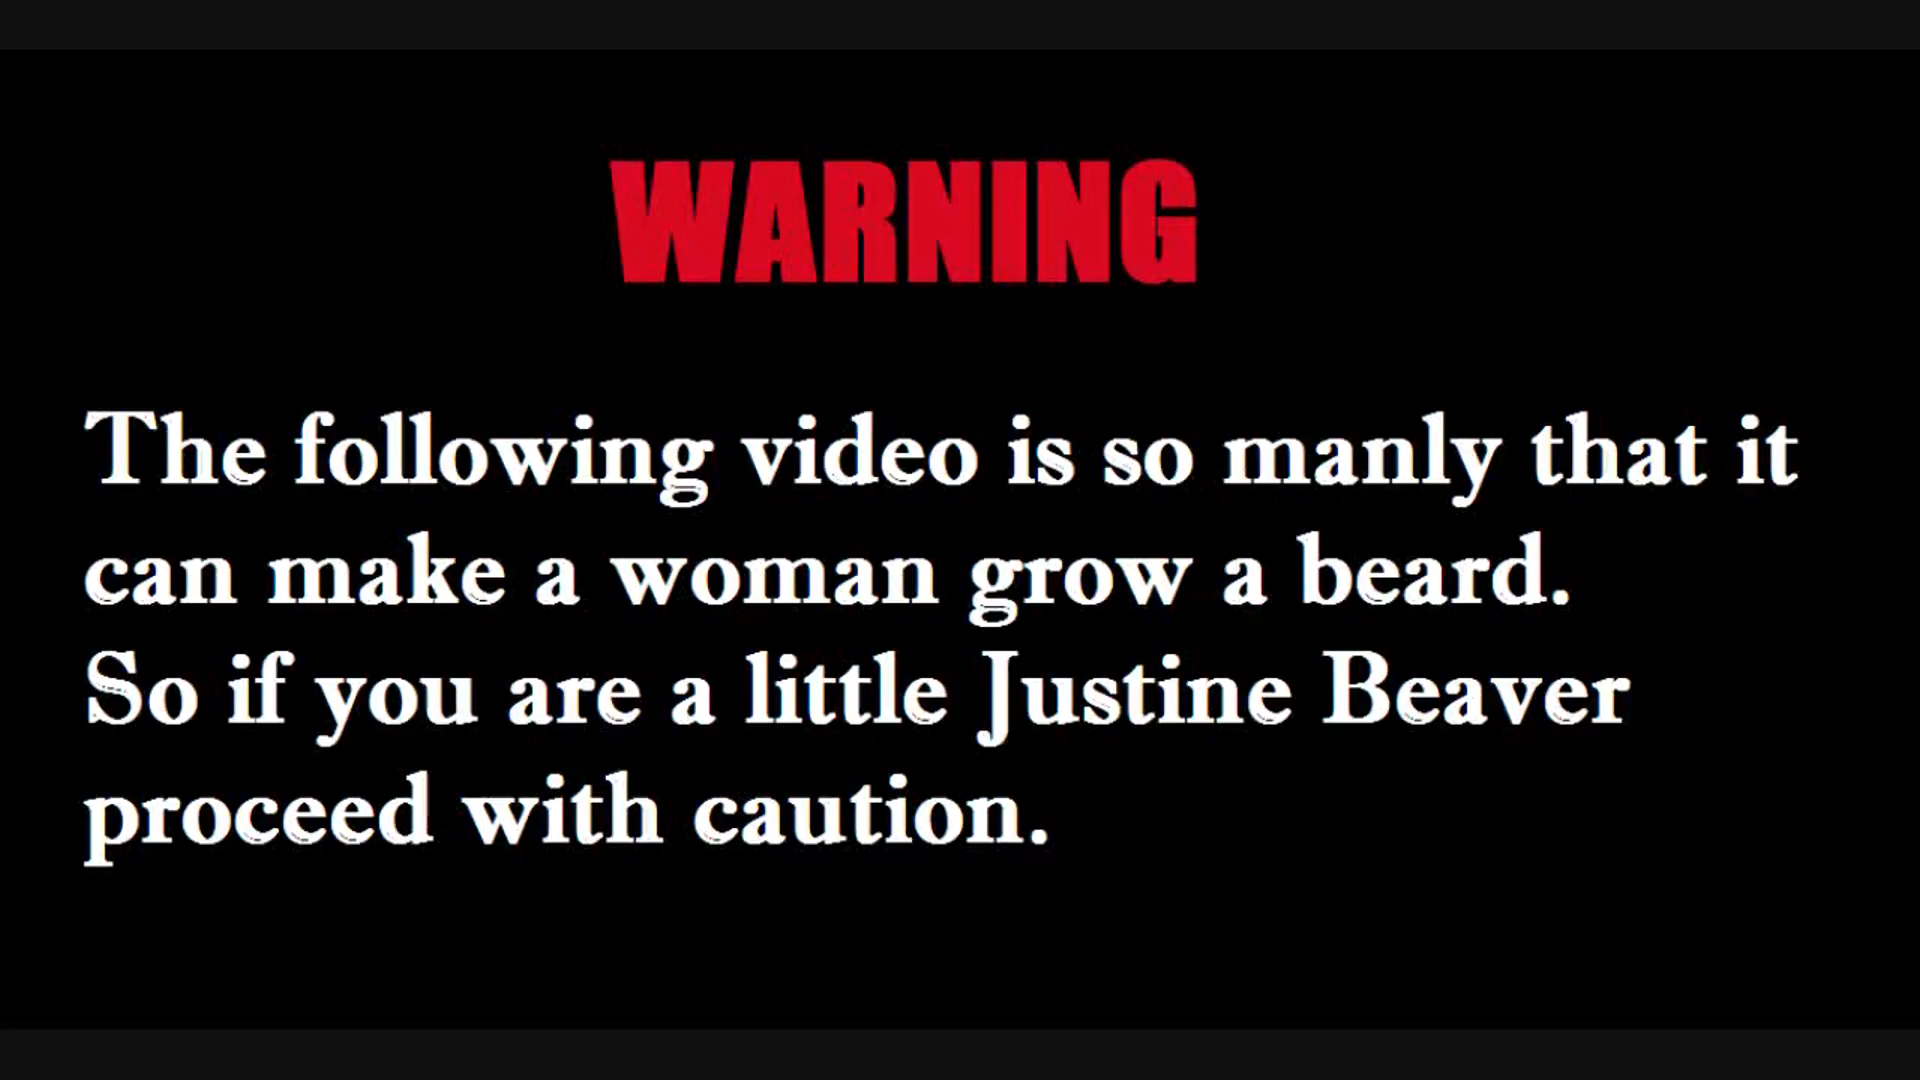 WARNING
The following video is so manly that it
can make a woman grow a beard.
So if you are a little Justine Beaver
proceed with caution.